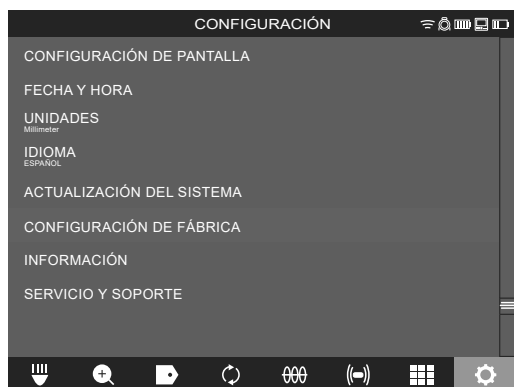 CONFIGURACIÓN
CONFIGURACIÓN DE PANTALLA
FECHA Y HORA
UNIDADES
Millimeter
IDIOMA
ESPAÑOL
ACTUALIZACIÓN DEL SISTEMA
CONFIGURACIÓN DE FÁBRICA
INFORMACIÓN
SERVICIO Y SOPORTE